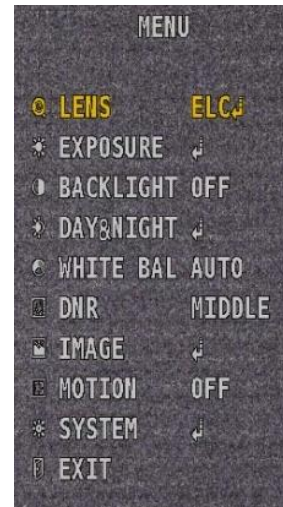 MENU
LENS ELC↲
EXPOSURE ↲
BACKLIGHT OFF
DAY&NIGHT ↲
WHITE BAL AUTO
DNR MIDDLE
IMAGE ↲
MOTION OFF
SYSTEM ↲
EXIT